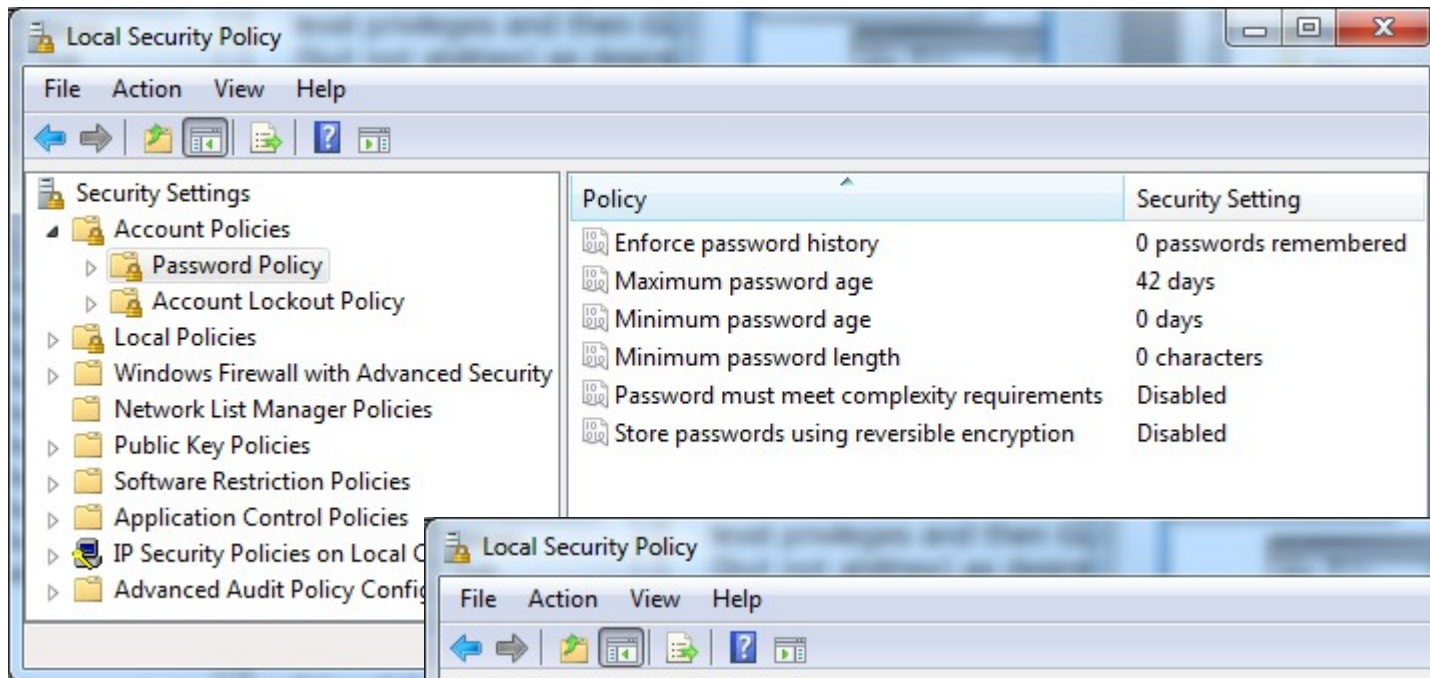 Local Security Policy
File Action View Help
Security Settings
Account Policies
Password Policy
Account Lockout Policy
Local Policies
Windows Firewall with Advanced Security
Network List Manager Policies
Public Key Policies
Software Restriction Policies
Application Control Policies
IP Security Policies on Local C
Advanced Audit Policy Config
Policy Security Setting
Enforce password history 0 passwords remembered
Maximum password age 42 days
Minimum password age 0 days
Minimum password length 0 characters
Password must meet complexity requirements Disabled
Store passwords using reversible encryption Disabled
Local Security Policy
File Action View Help